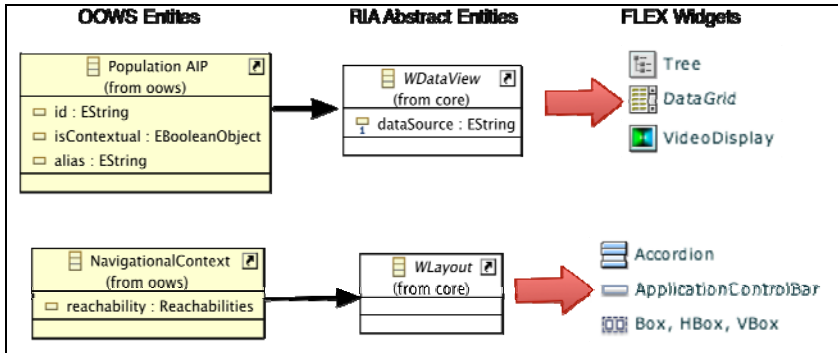 OOWS Entites
RIA Abstract Entities
FLEX Widgets
Population AIP
(from oows)
id : EString
isContextual : EBooleanObject
alias : EString
WDataView
(from core)
1 dataSource : EString
Tree
DataGrid
VideoDisplay
NavigationalContext
(from oows)
reachability : Reachabilities
WLayout
(from core)
Accordion
ApplicationControlBar
Box, HBox, VBox